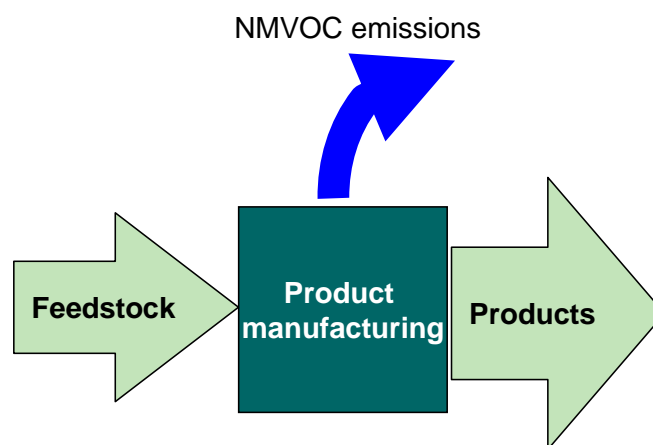 NMVOC emissions
Feedstock
Product
manufacturing
Products